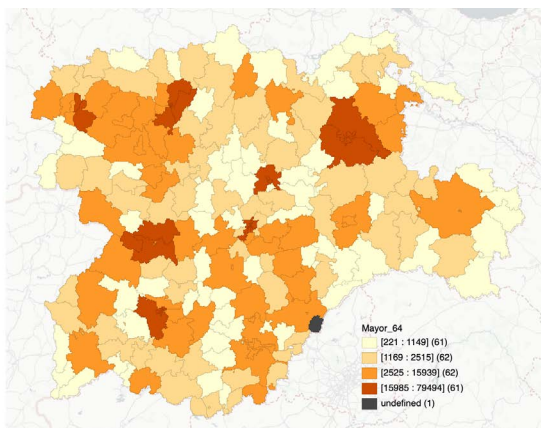 Mayor_64
[221 : 1149] (61)
[1169 : 2515] (62)
[2525 : 15939] (62)
[15985 : 79494] (61)
undefined (1)